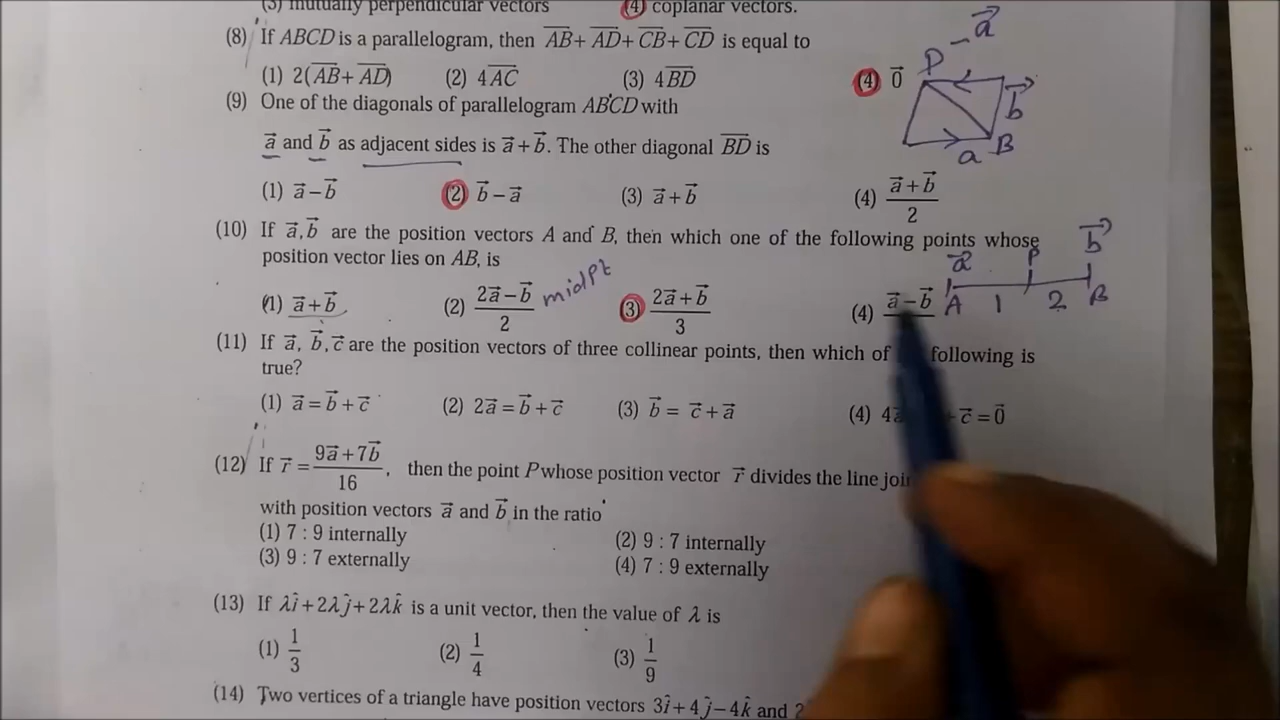 (3) mutually perpendicular vectors (4) coplanar vectors.
(8) If ABCD is a parallelogram, then \overline{AB}+ \overline{AD}+ \overline{CB}+ \overline{CD} is equal to
(1) 2(\overline{AB}+ \overline{AD}) (2) 4\overline{AC} (3) 4\overline{BD} (4) \vec{0}
(9) One of the diagonals of parallelogram ABCD with
\vec{a} and \vec{b} as adjacent sides is \vec{a}+\vec{b}. The other diagonal \overline{BD} is
(1) \vec{a}−\vec{b} (2) \vec{b}−\vec{a} (3) \vec{a}+\vec{b} (4) \frac{\vec{a}+\vec{b}}{2}
−\vec{a}
D
\vec{b}
a B
(10) If \vec{a},\vec{b} are the position vectors A and B, then which one of the following points whose
position vector lies on AB, is
(1) \vec{a}+\vec{b} (2) \frac{2\vec{a}−\vec{b}}{2} midpt (3) \frac{2\vec{a}+\vec{b}}{3} (4) \vec{a}−\vec{b}
\vec{a} P \vec{b}
A 1 2 B
(11) If \vec{a}, \vec{b},\vec{c} are the position vectors of three collinear points, then which of following is
true?
(1) \vec{a}=\vec{b}+\vec{c} (2) 2\vec{a}=\vec{b}+\vec{c} (3) \vec{b}= \vec{c}+\vec{a} (4) 4\vec{a} \vec{c}=\vec{0}
(12) If \vec{r}=\frac{9\vec{a}+7\vec{b}}{16}, then the point P whose position vector \vec{r} divides the line
with position vectors \vec{a} and \vec{b} in the ratio
(1) 7 : 9 internally (2) 9 : 7 internally
(3) 9 : 7 externally (4) 7 : 9 externally
(13) If λ\hat{i}+2λ\hat{j}+2λ\hat{k} is a unit vector, then the value of λ is
(1) \frac{1}{3} (2) \frac{1}{4} (3) \frac{1}{9}
(14) Two vertices of a triangle have position vectors 3\hat{i}+4\hat{j}−4\hat{k} and 2